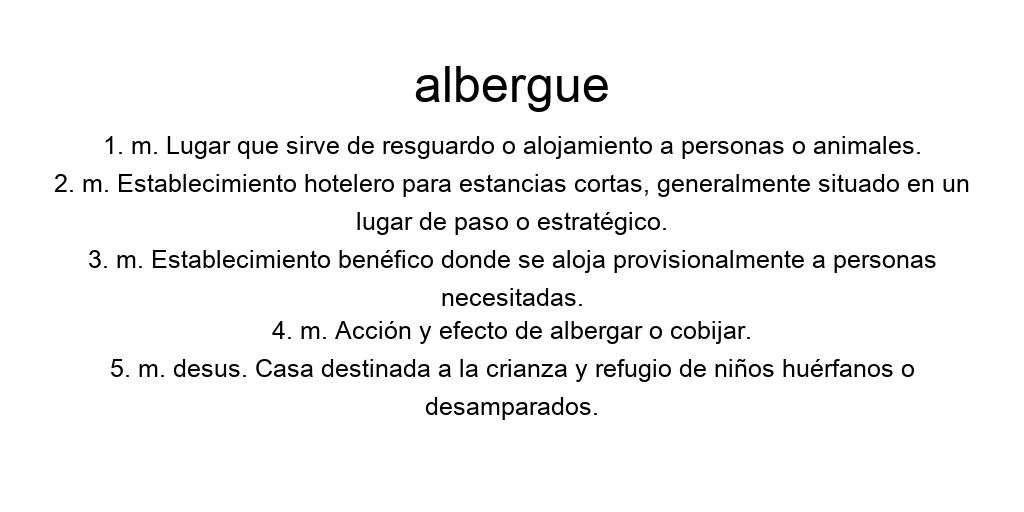 albergue
1. m. Lugar que sirve de resguardo o alojamiento a personas o animales.
2. m. Establecimiento hotelero para estancias cortas, generalmente situado en un
lugar de paso o estratégico.
3. m. Establecimiento benéfico donde se aloja provisionalmente a personas
necesitadas.
4. m. Acción y efecto de albergar o cobijar.
5. m. desus. Casa destinada a la crianza y refugio de niños huérfanos o
desamparados.